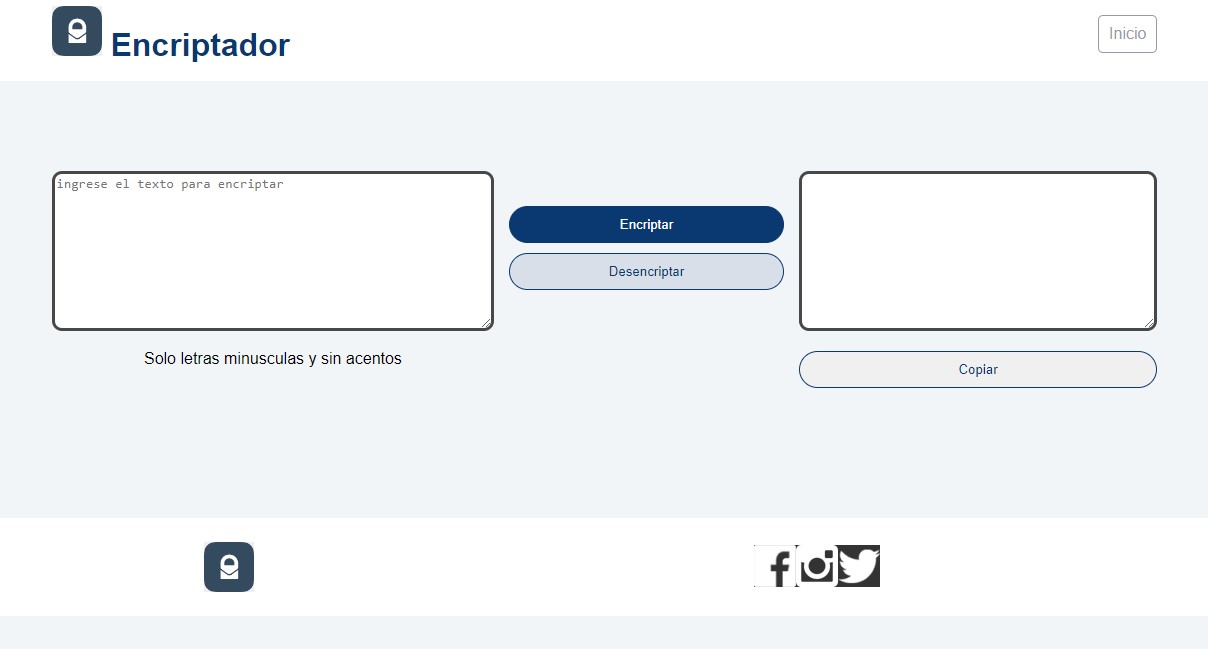 Encriptador
Inicio
ingrese el texto para encriptar
Encriptar
Desencriptar
Solo letras minusculas y sin acentos
Copiar